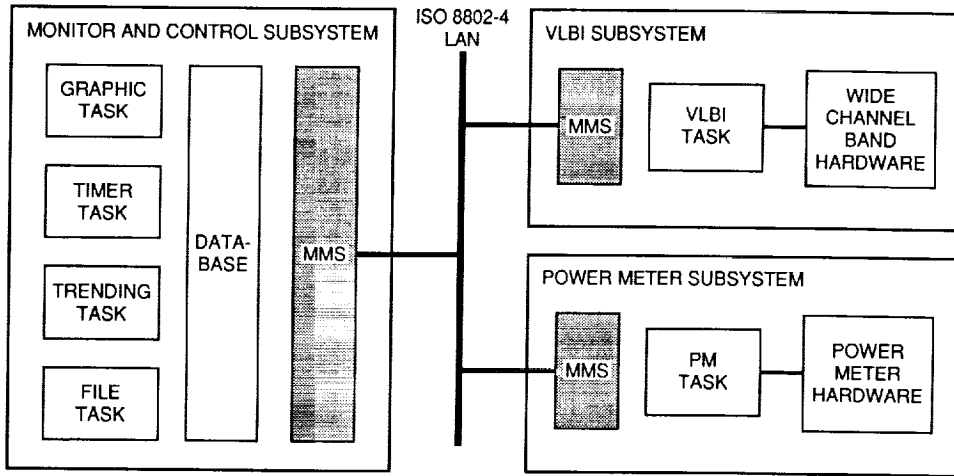 MONITOR AND CONTROL SUBSYSTEM
GRAPHIC
TASK
TIMER
TASK
TRENDING
TASK
FILE
TASK
DATA-
BASE
MMS
ISO 8802-4
LAN
VLBI SUBSYSTEM
MMS
VLBI
TASK
WIDE
CHANNEL
BAND
HARDWARE
POWER METER SUBSYSTEM
MMS
PM
TASK
POWER
METER
HARDWARE